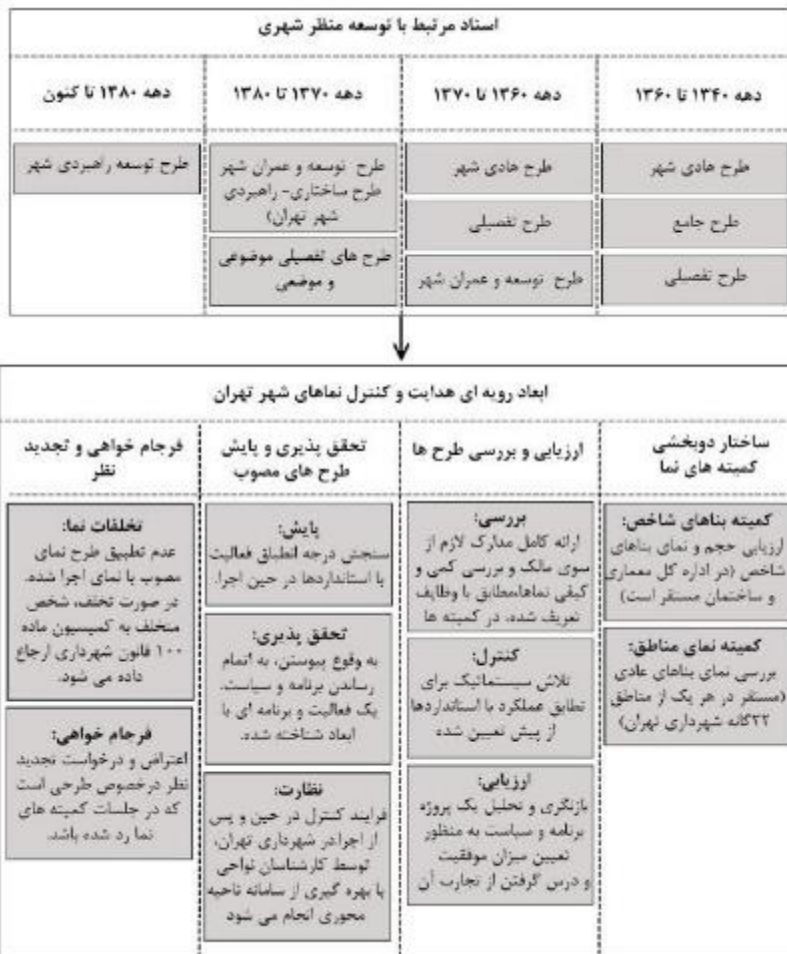 اسناد مرتبط با توسعه منظر شهری
دهه ۱۳۴۰ تا ۱۳۶۰
دهه ۱۳۶۰ تا ۱۳۷۰
دهه ۱۳۷۰ تا ۱۳۸۰
دهه ۱۳۸۰ تا کنون
طرح هادی شهر
طرح جامع
طرح تفصیلی
طرح هادی شهر
طرح تفصیلی
طرح توسعه و عمران شهر
طرح توسعه و عمران شهر
طرح ساختاری- راهبردی
شهر تهران)
طرح های تفصیلی موضوعی
و موضعی
طرح توسعه راهبردی شهر
ابعاد رویه ای هدایت و کنترل نماهای شهر تهران
ساختار دوبخشی
کمیته های نما
کمیته بناهای شاخص:
ارزیابی حجم و نمای بناهای
شاخص (در اداره کل معماری
و ساختمان مستقر است)
کمیته نمای مناطق:
بررسی نمای بناهای عادی
(مستقر در هر یک از مناطق
۲۲گانه شهرداری تهران)
ارزیابی و بررسی طرح ها
بررسی:
ارائه کامل مدارک لازم از
سوی مالک و بررسی کمی و
کیفی نماها،مطابق با وظایف
تعریف شده، در کمیته ها
کنترل:
تلاش سیستماتیک برای
تطابق عملکرد با استانداردها
از پیش تعیین شده
ارزیابی:
بازنگری و تحلیل یک پروژه
برنامه و سیاست به منظور
تعیین میزان موفقیت
و درس گرفتن از تجارب آن
تحقق پذیری و پایش
طرح های مصوب
پایش:
سنجش درجه انطباق فعالیت
با استانداردها در حین اجرا.
تحقق پذیری:
به وقوع پیوستن، به اتمام
رساندن برنامه و سیاست.
یک فعالیت و برنامه ای با
ابعاد شناخته شده.
نظارت:
فرایند کنترل در حین و پس
از اجرادر شهرداری تهران،
توسط کارشناسان نواحی
با بهره گیری از سامانه ناحیه
محوری انجام می شود
فرجام خواهی و تجدید
نظر
تخلفات نما:
عدم تطبیق طرح نمای
مصوب با نمای اجرا شده.
در صورت تخلف، شخص
متخلف به کمیسیون ماده
۱۰۰ قانون شهرداری ارجاع
داده می شود.
فرجام خواهی:
اعتراض و درخواست تجدید
نظر درخصوص طرحی است
که در جلسات کمیته های
نما رد شده باشد.